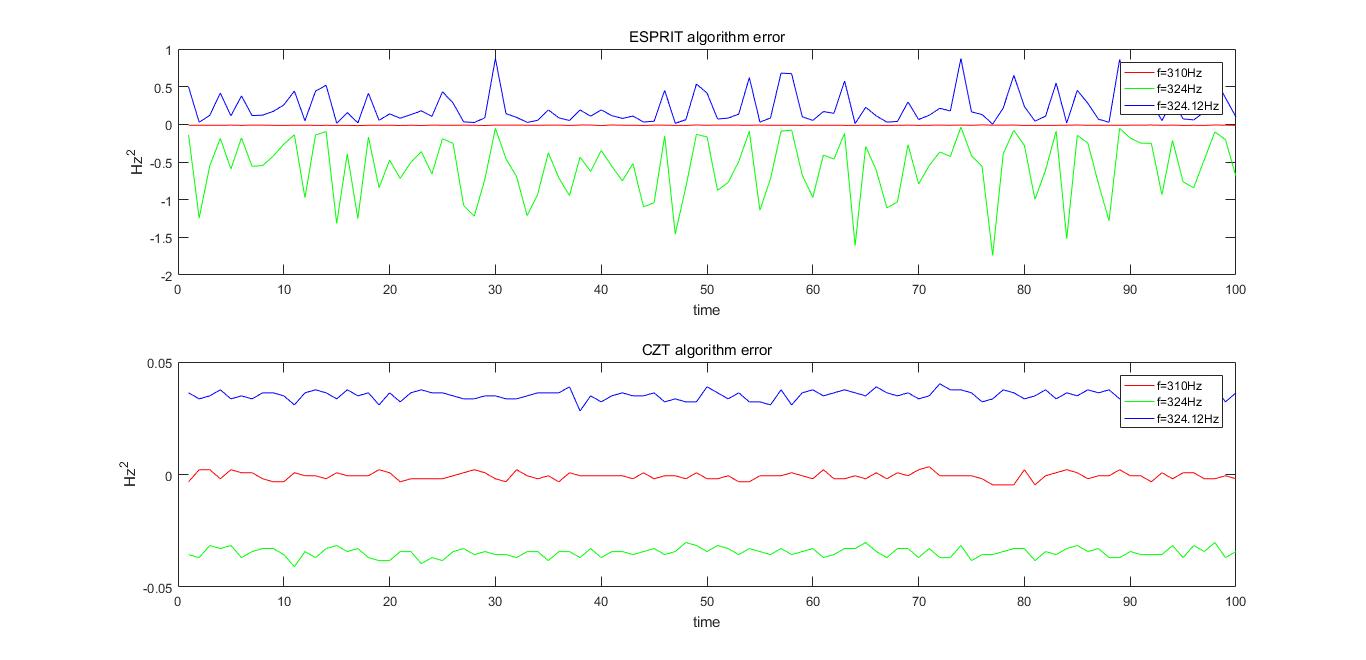 ESPRIT algorithm error
1
0.5
0
-0.5
-1
-1.5
-2
Hz2
f=310Hz
f=324Hz
f=324.12Hz
0 10 20 30 40 50 60 70 80 90 100
time
CZT algorithm error
0.05
0
-0.05
Hz2
f=310Hz
f=324Hz
f=324.12Hz
0 10 20 30 40 50 60 70 80 90 100
time